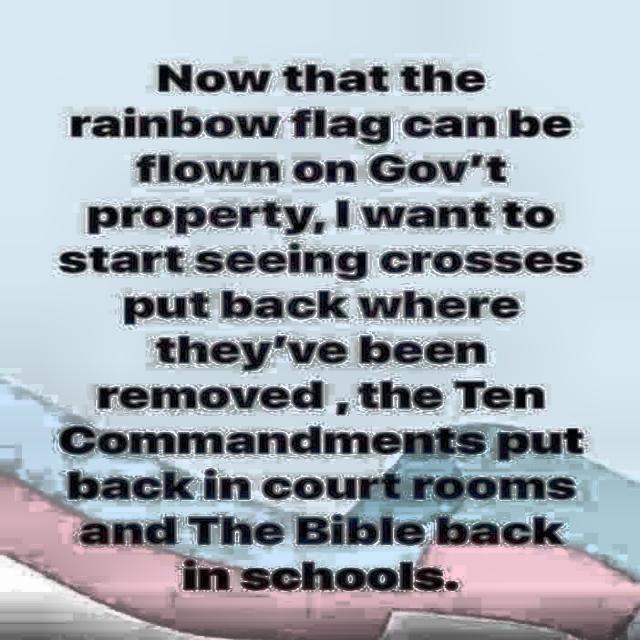 Now that the
rainbow flag can be
flown on Gov't
property, I want to
start seeing crosses
put back where
they've been
removed , the Ten
Commandments put
back in court rooms
and The Bible back
in schools.